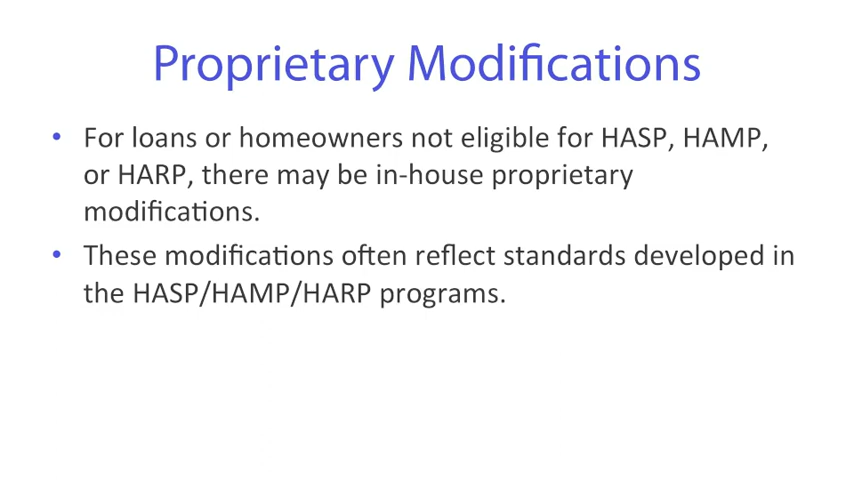 Proprietary Modifications
• For loans or homeowners not eligible for HASP, HAMP,
or HARP, there may be in-house proprietary
modifications.
• These modifications often reflect standards developed in
the HASP/HAMP/HARP programs.